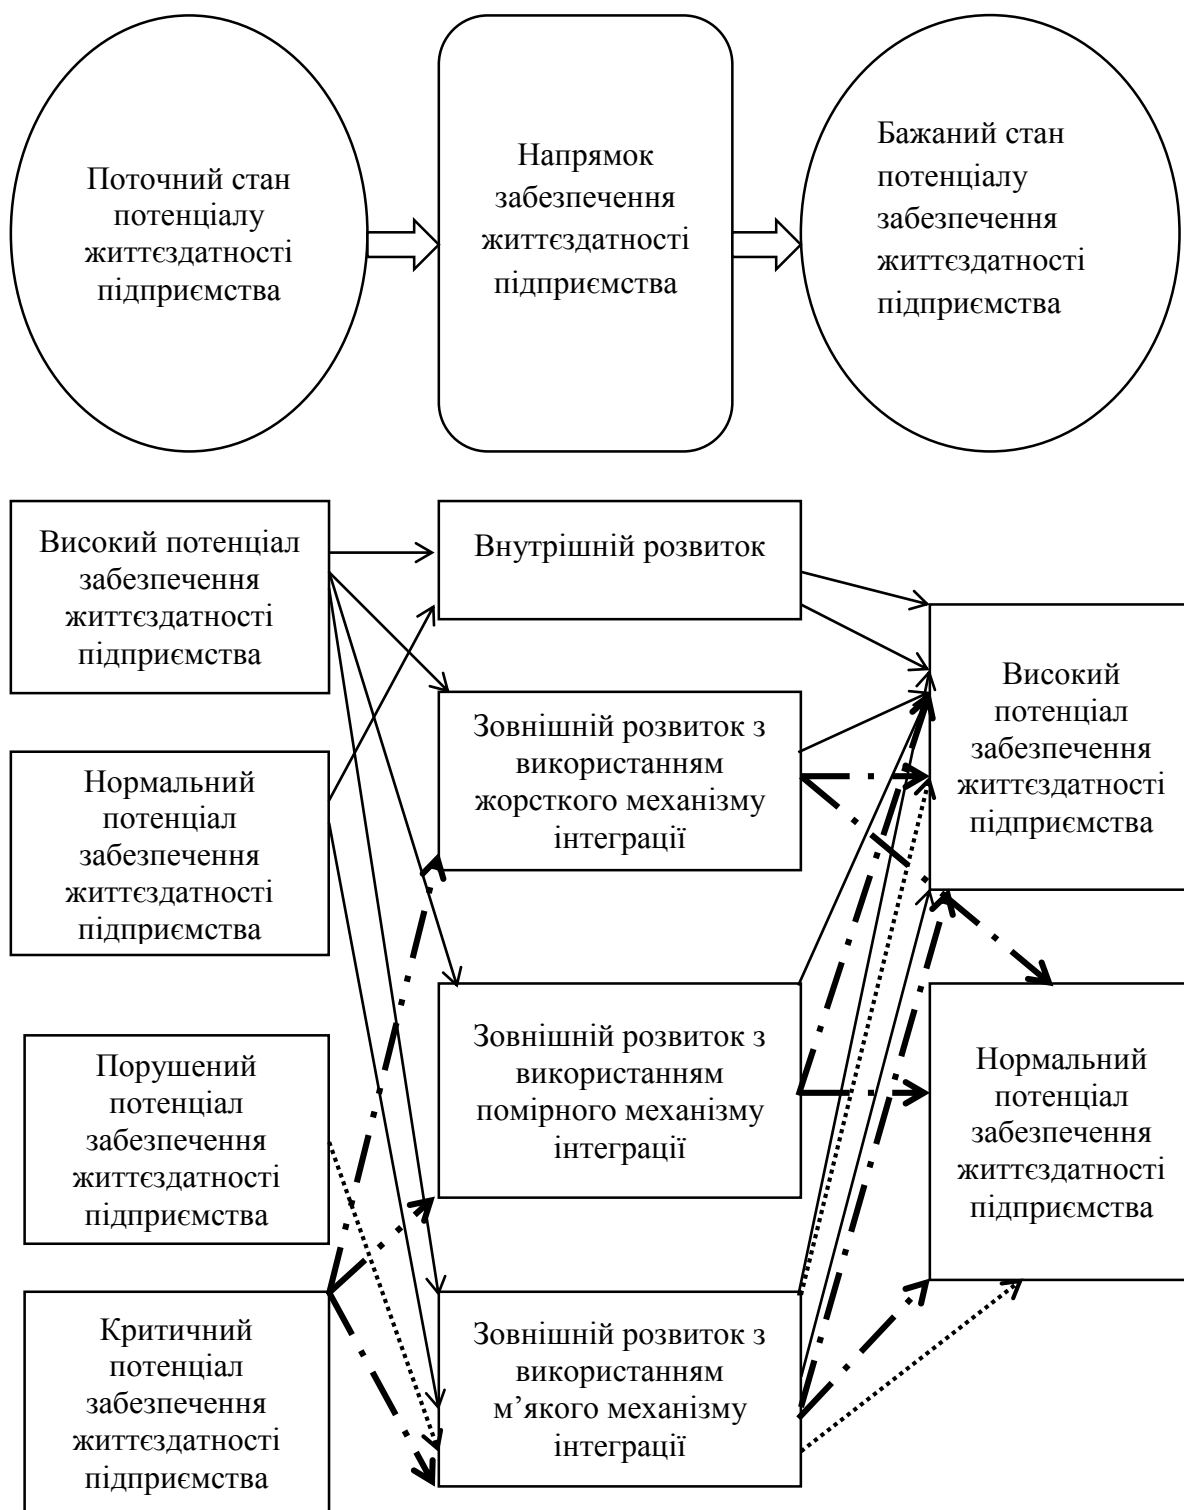 Поточний стан
потенціалу
життєздатності
підприємства
Напрямок
забезпечення
життєздатності
підприємства
Бажаний стан
потенціалу
забезпечення
життєздатності
підприємства
Високий потенціал
забезпечення
життєздатності
підприємства
Нормальний
потенціал
забезпечення
життєздатності
підприємства
Порушений
потенціал
забезпечення
життєздатності
підприємства
Критичний
потенціал
забезпечення
життєздатності
підприємства
Внутрішній розвиток
Зовнішній розвиток з
використанням
жорсткого механізму
інтеграції
Зовнішній розвиток з
використанням
помірного механізму
інтеграції
Зовнішній розвиток з
використанням
м’якого механізму
інтеграції
Високий
потенціал
забезпечення
життєздатності
підприємства
Нормальний
потенціал
забезпечення
життєздатності
підприємства